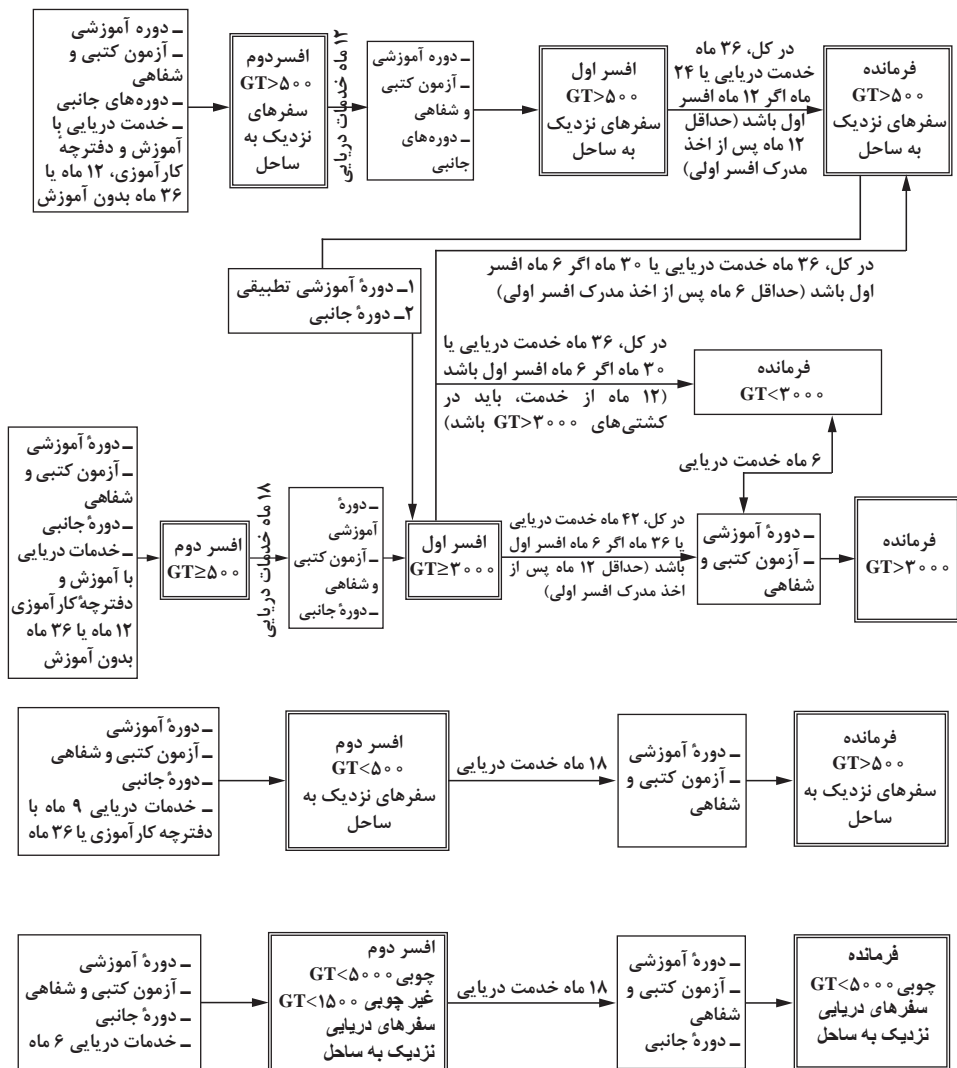 ـ دوره آموزشی
ـ آزمون کتبی و
شفاهی
ـ دوره‌های جانبی
ـ خدمت دریایی با
آموزش و دفترچهٔ
کارآموزی، ۱۲ ماه یا
۳۶ ماه بدون آموزش
افسر دوم
GT>۵۰۰
سفرهای
نزدیک به
ساحل
۱۲ ماه خدمات دریایی
ـ دوره آموزشی
ـ آزمون کتبی
و شفاهی
ـ دوره‌های
جانبی
افسر اول
GT>۵۰۰
سفرهای نزدیک
به ساحل
در کل، ۳۶ ماه
خدمت دریایی یا ۲۴
ماه اگر ۱۲ ماه افسر
اول باشد (حداقل
۱۲ ماه پس از اخذ
مدرک افسر اولی)
فرمانده
GT>۵۰۰
سفرهای نزدیک
به ساحل
۱ـ دورهٔ آموزشی تطبیقی
۲ـ دورهٔ جانبی
در کل، ۳۶ ماه خدمت دریایی یا ۳۰ ماه اگر ۶ ماه افسر
اول باشد (حداقل ۶ ماه پس از اخذ مدرک افسر اولی)
در کل، ۳۶ ماه خدمت دریایی یا
۳۰ ماه اگر ۶ ماه افسر اول باشد
(۱۲ ماه از خدمت، باید در
کشتی‌های GT>۳۰۰۰ باشد)
فرمانده
GT<۳۰۰۰
۶ ماه خدمت دریایی
ـ دورهٔ آموزشی
ـ آزمون کتبی و
شفاهی
ـ دورهٔ جانبی
ـ خدمات دریایی
با آموزش و
دفترچهٔ کارآموزی
۱۲ ماه یا ۳۶ ماه
بدون آموزش
افسر دوم
GT≥۵۰۰
۱۸ ماه خدمات دریایی
ـ دورهٔ
آموزشی
ـ آزمون کتبی
و شفاهی
ـ دورهٔ جانبی
افسر اول
GT≥۳۰۰۰
در کل، ۴۲ ماه خدمت دریایی
یا ۳۶ ماه اگر ۶ ماه افسر اول
باشد (حداقل ۱۲ ماه پس از
اخذ مدرک افسر اولی)
ـ دورهٔ آموزشی
ـ آزمون کتبی و
شفاهی
فرمانده
GT>۳۰۰۰
ـ دورهٔ آموزشی
ـ آزمون کتبی و شفاهی
ـ دورهٔ جانبی
ـ خدمات دریایی ۹ ماه با
دفترچه کارآموزی یا ۳۶ ماه
افسر دوم
GT<۵۰۰
سفرهای نزدیک به
ساحل
۱۸ ماه خدمت دریایی
ـ دورهٔ آموزشی
ـ آزمون کتبی و
شفاهی
فرمانده
GT>۵۰۰
سفرهای نزدیک به
ساحل
ـ دورهٔ آموزشی
ـ آزمون کتبی و شفاهی
ـ دورهٔ جانبی
ـ خدمات دریایی ۶ ماه
افسر دوم
چوبی GT<۵۰۰۰
غیر چوبی GT<۱۵۰۰
سفرهای دریایی
نزدیک به ساحل
۱۸ ماه خدمت دریایی
ـ دورهٔ آموزشی
ـ آزمون کتبی و
شفاهی
ـ دورهٔ جانبی
فرمانده
چوبی GT<۵۰۰۰
سفرهای دریایی
نزدیک به ساحل